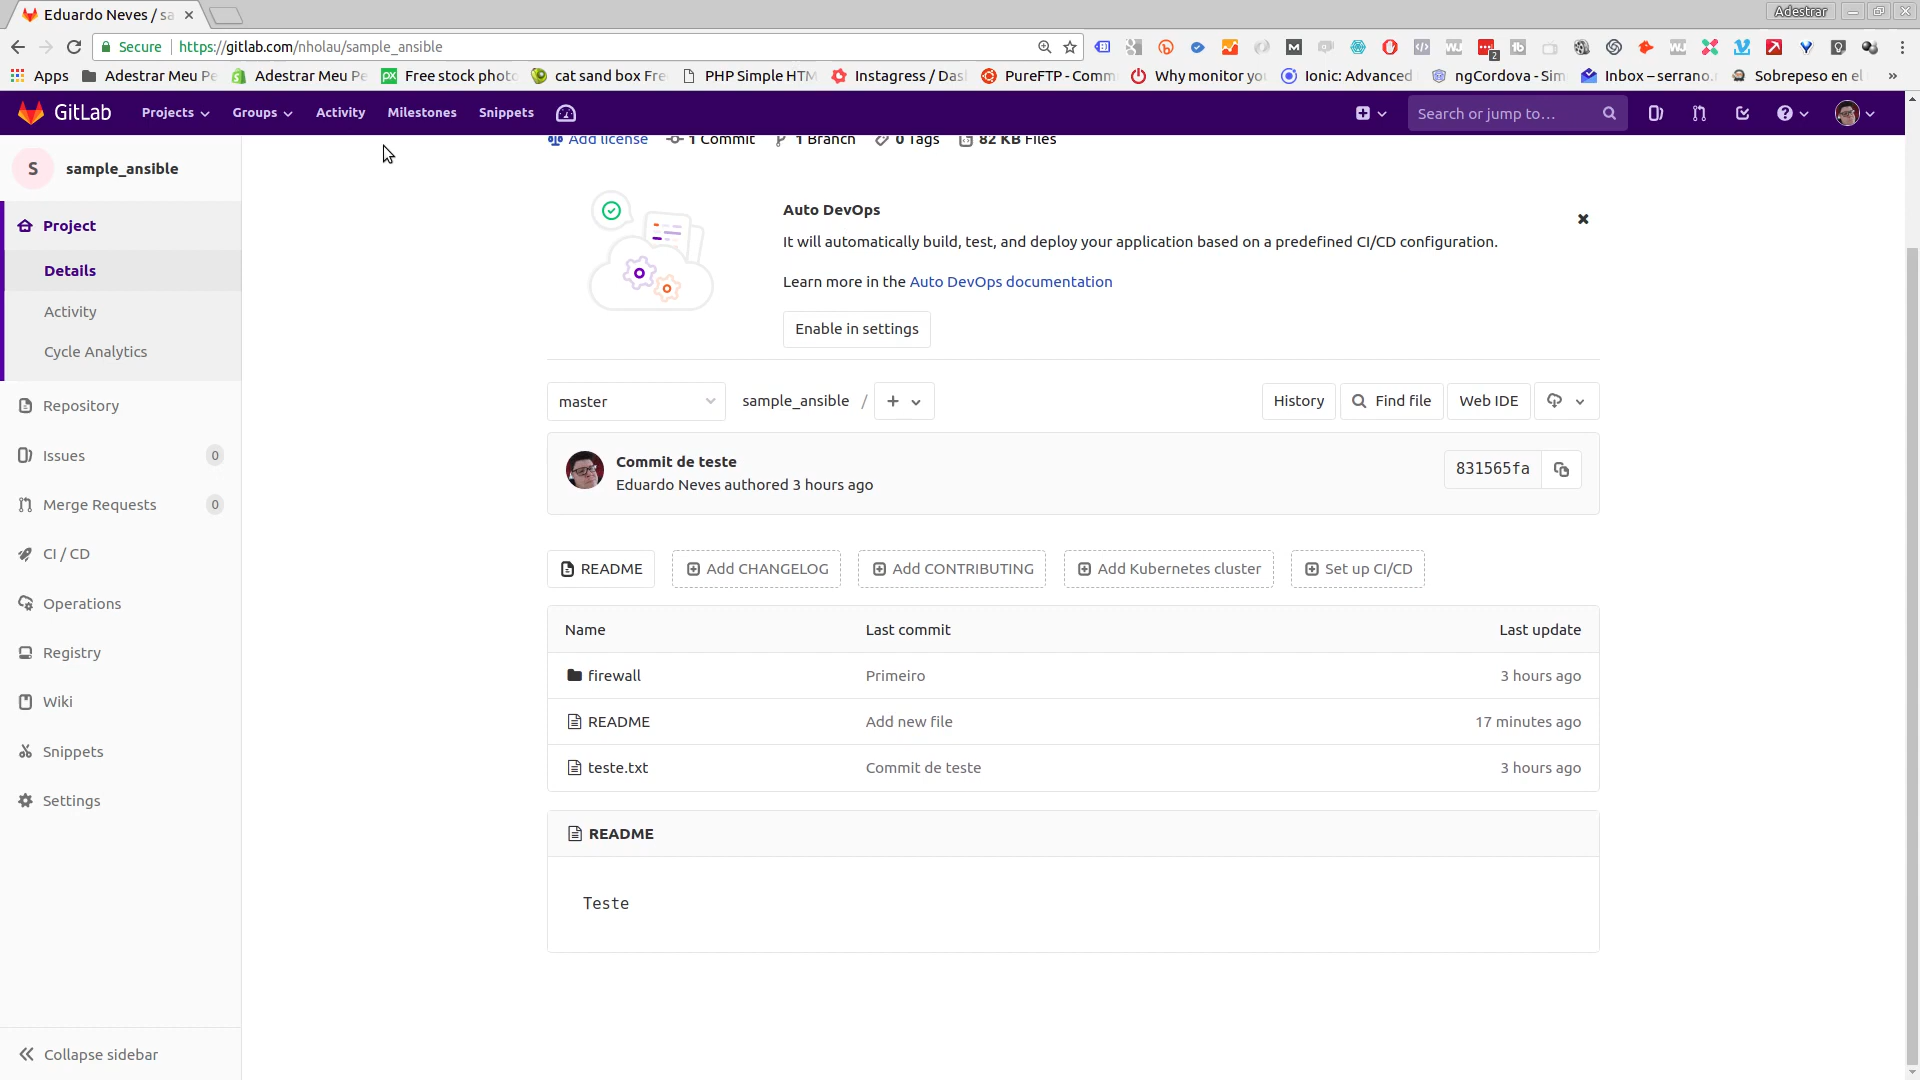 Eduardo Neves / sa
Adestrar
Secure
https://gitlab.com/nholau/sample_ansible
2
Apps
Adestrar Meu Pe
Adestrar Meu Pe
Free stock photo
cat sand box Fre
PHP Simple HTM
Instagress / Dash
PureFTP - Comm
Why monitor yo
Ionic: Advanced
ngCordova - Sim
Inbox – serrano.
Sobrepeso en el
»
GitLab
Projects
Groups
Activity
Milestones
Snippets
Search or jump to...
S
sample_ansible
Project
Details
Activity
Cycle Analytics
Repository
Issues
0
Merge Requests
0
CI / CD
Operations
Registry
Wiki
Snippets
Settings
Collapse sidebar
Add license
1 Commit
1 Branch
0 Tags
82 KB Files
Auto DevOps
It will automatically build, test, and deploy your application based on a predefined CI/CD configuration.
Learn more in the Auto DevOps documentation
Enable in settings
master
sample_ansible /
+
History
Find file
Web IDE
Commit de teste
Eduardo Neves authored 3 hours ago
831565fa
README
Add CHANGELOG
Add CONTRIBUTING
Add Kubernetes cluster
Set up CI/CD
Name
Last commit
Last update
firewall
Primeiro
3 hours ago
README
Add new file
17 minutes ago
teste.txt
Commit de teste
3 hours ago
README
Teste